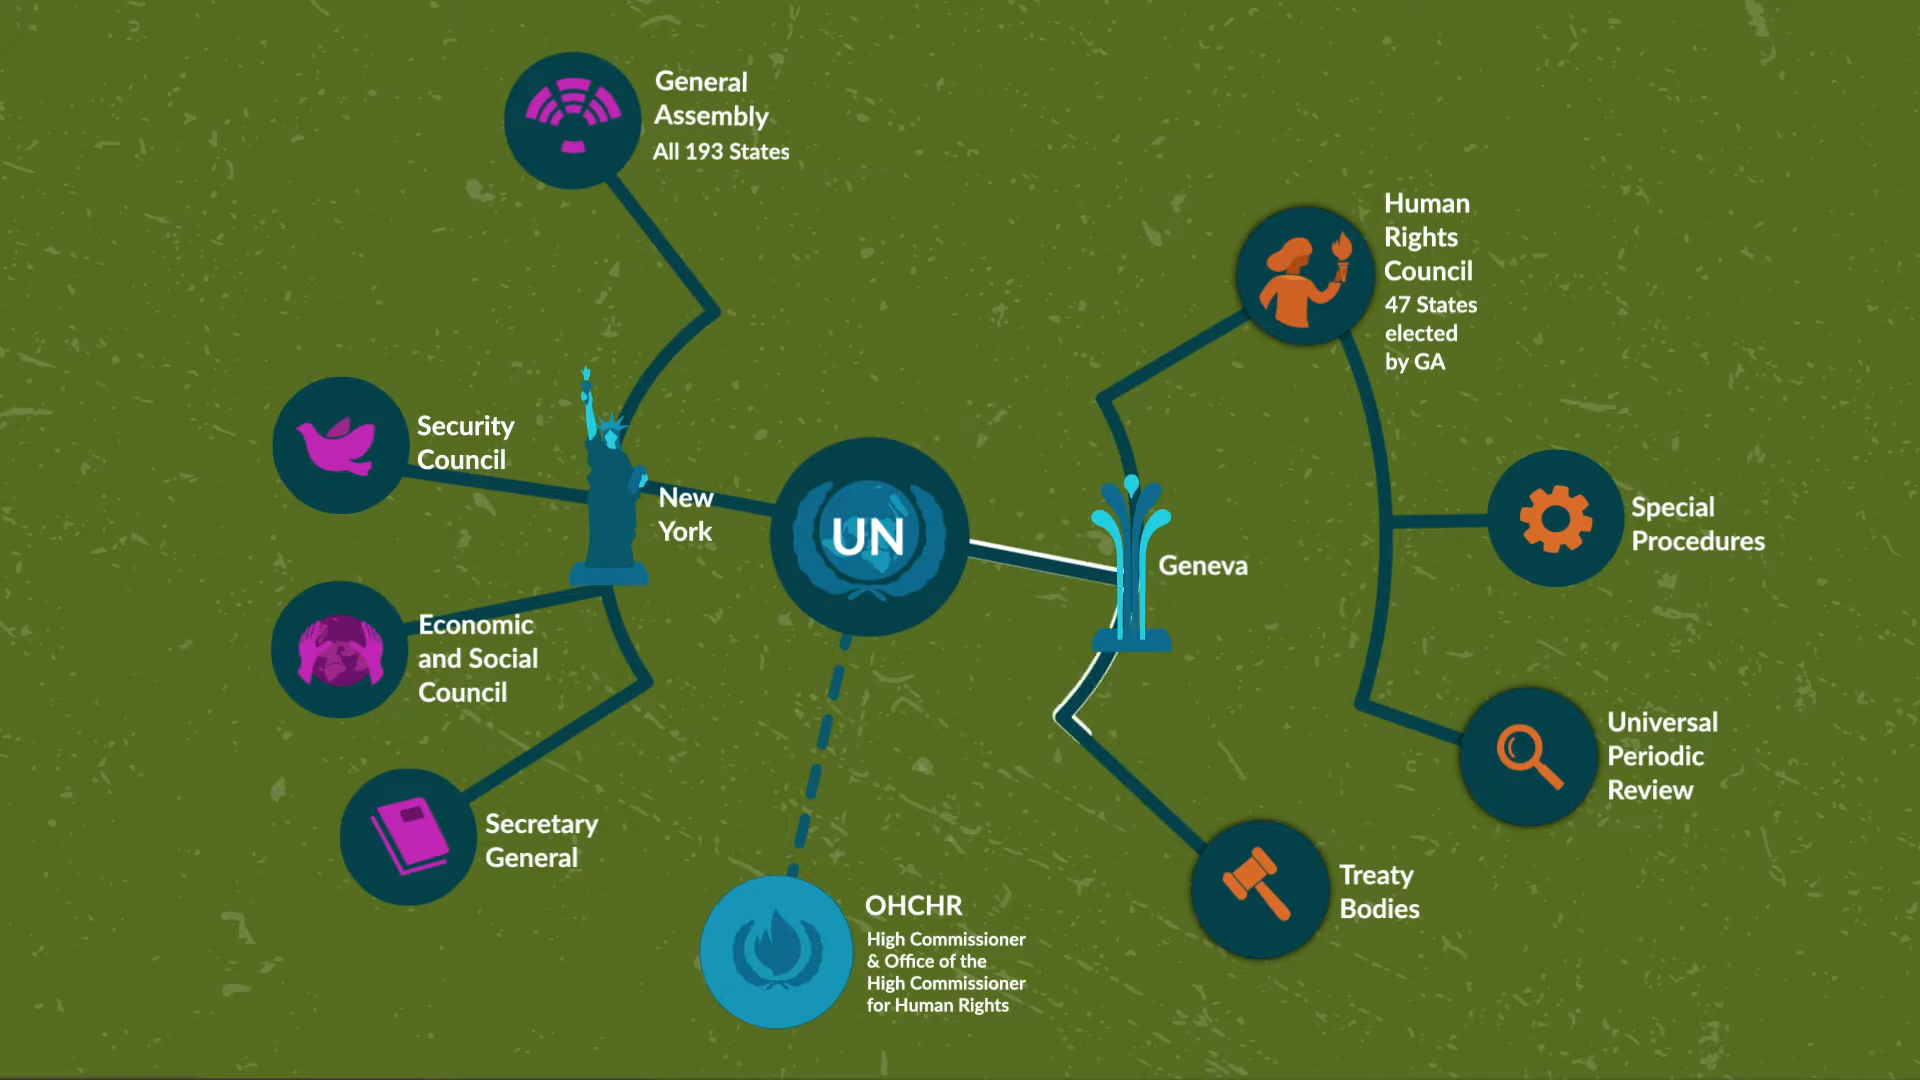 General
Assembly
All 193 States
Human
Rights
Council
47 States
elected
by GA
Security
Council
New
York
UN
Geneva
Special
Procedures
Economic
and Social
Council
Universal
Periodic
Review
Secretary
General
Treaty
Bodies
OHCHR
High Commissioner
& Office of the
High Commissioner
for Human Rights